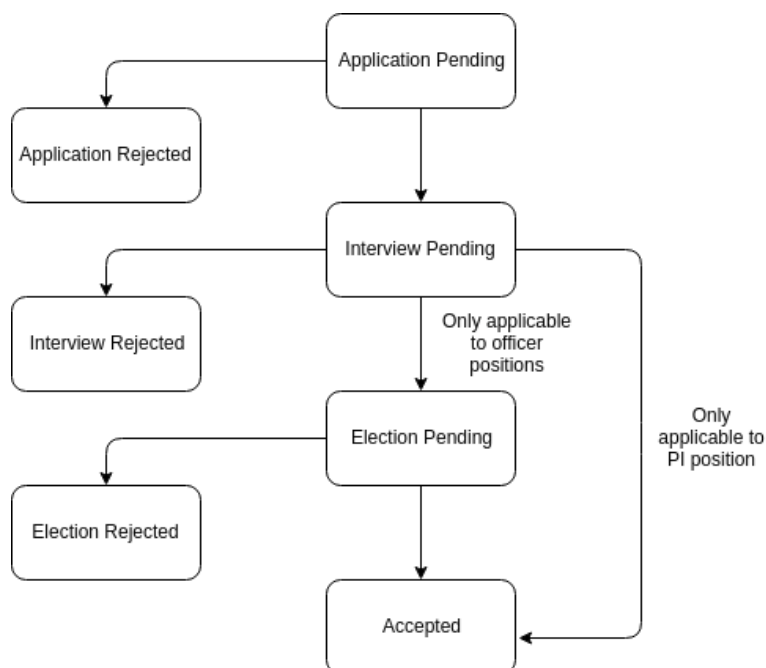 Application Pending
Application Rejected
Interview Pending
Interview Rejected
Only applicable
to officer
positions
Only
applicable to
PI position
Election Pending
Election Rejected
Accepted